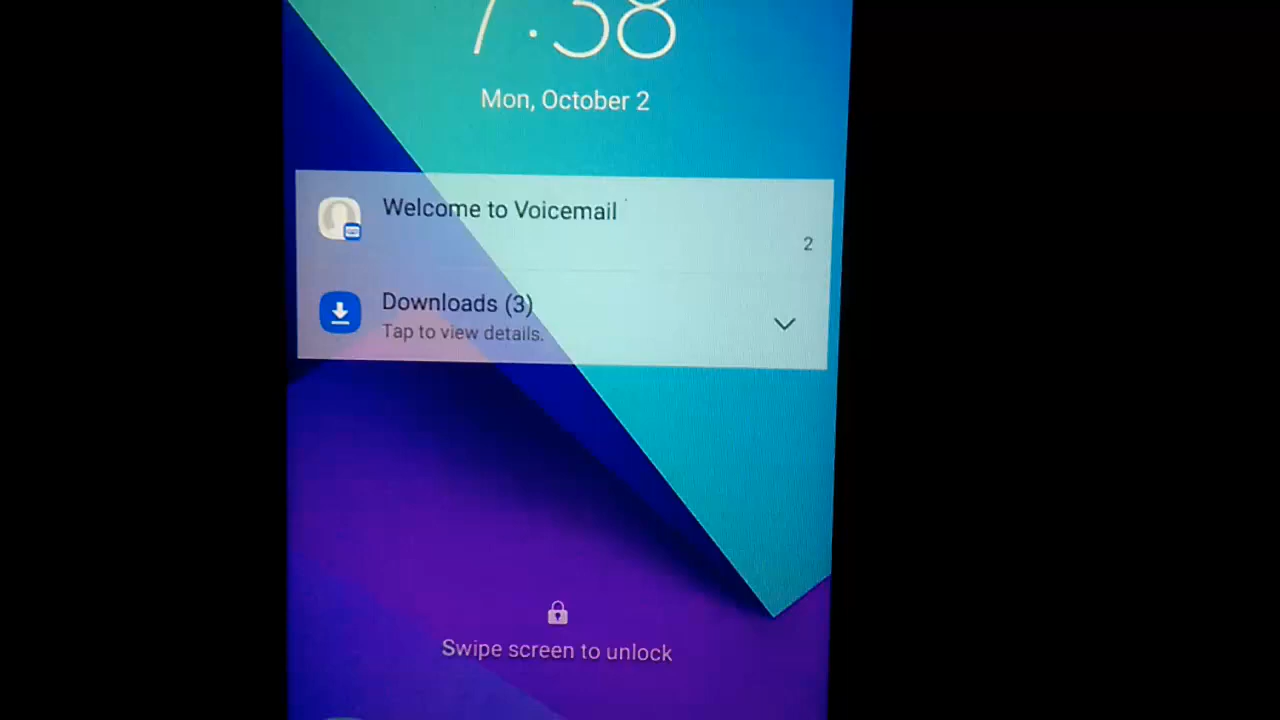 7:38
Mon, October 2
Welcome to Voicemail
2
Downloads (3)
Tap to view details.
Swipe screen to unlock